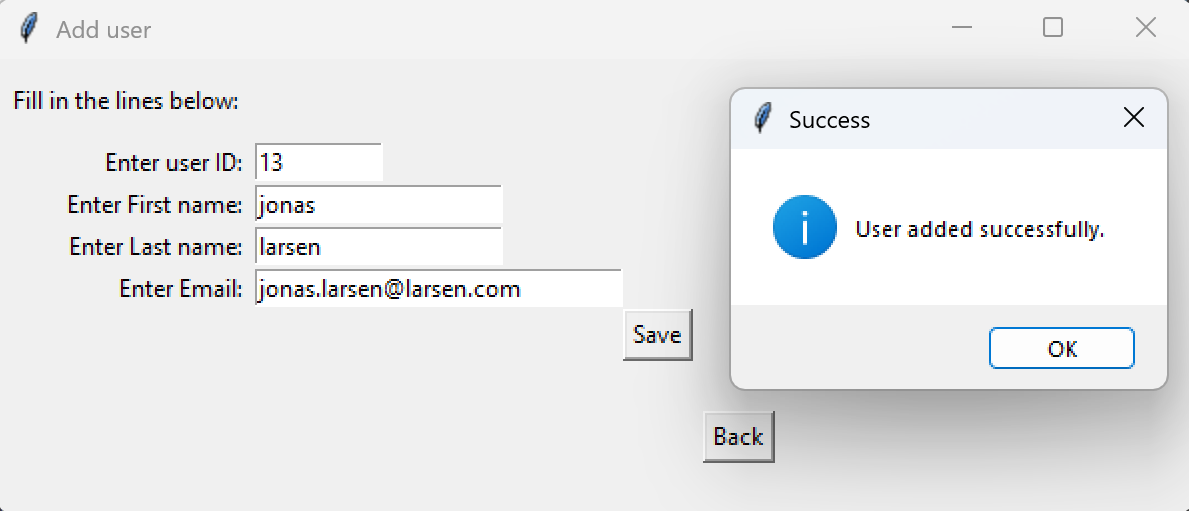 Add user
Fill in the lines below:
Enter user ID: 13
Enter First name: jonas
Enter Last name: larsen
Enter Email: jonas.larsen@larsen.com
Save
Back
Success
User added successfully.
OK